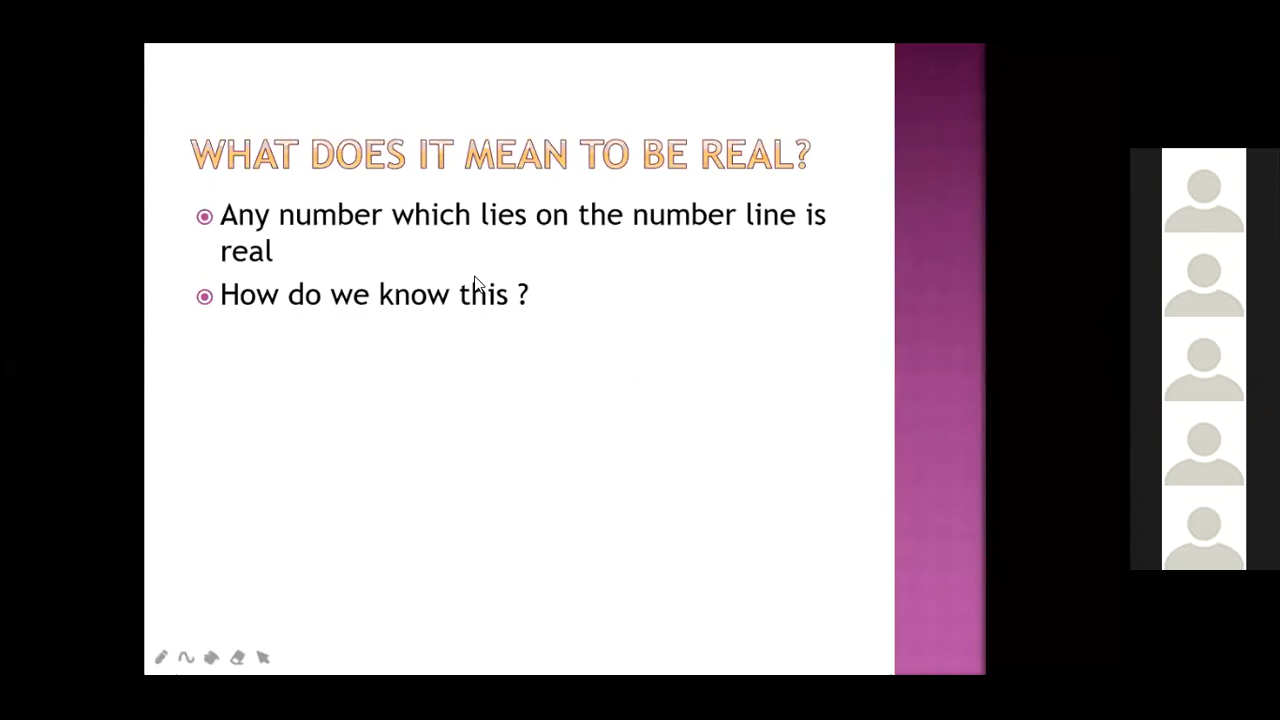 WHAT DOES IT MEAN TO BE REAL?
Any number which lies on the number line is
real
How do we know this ?